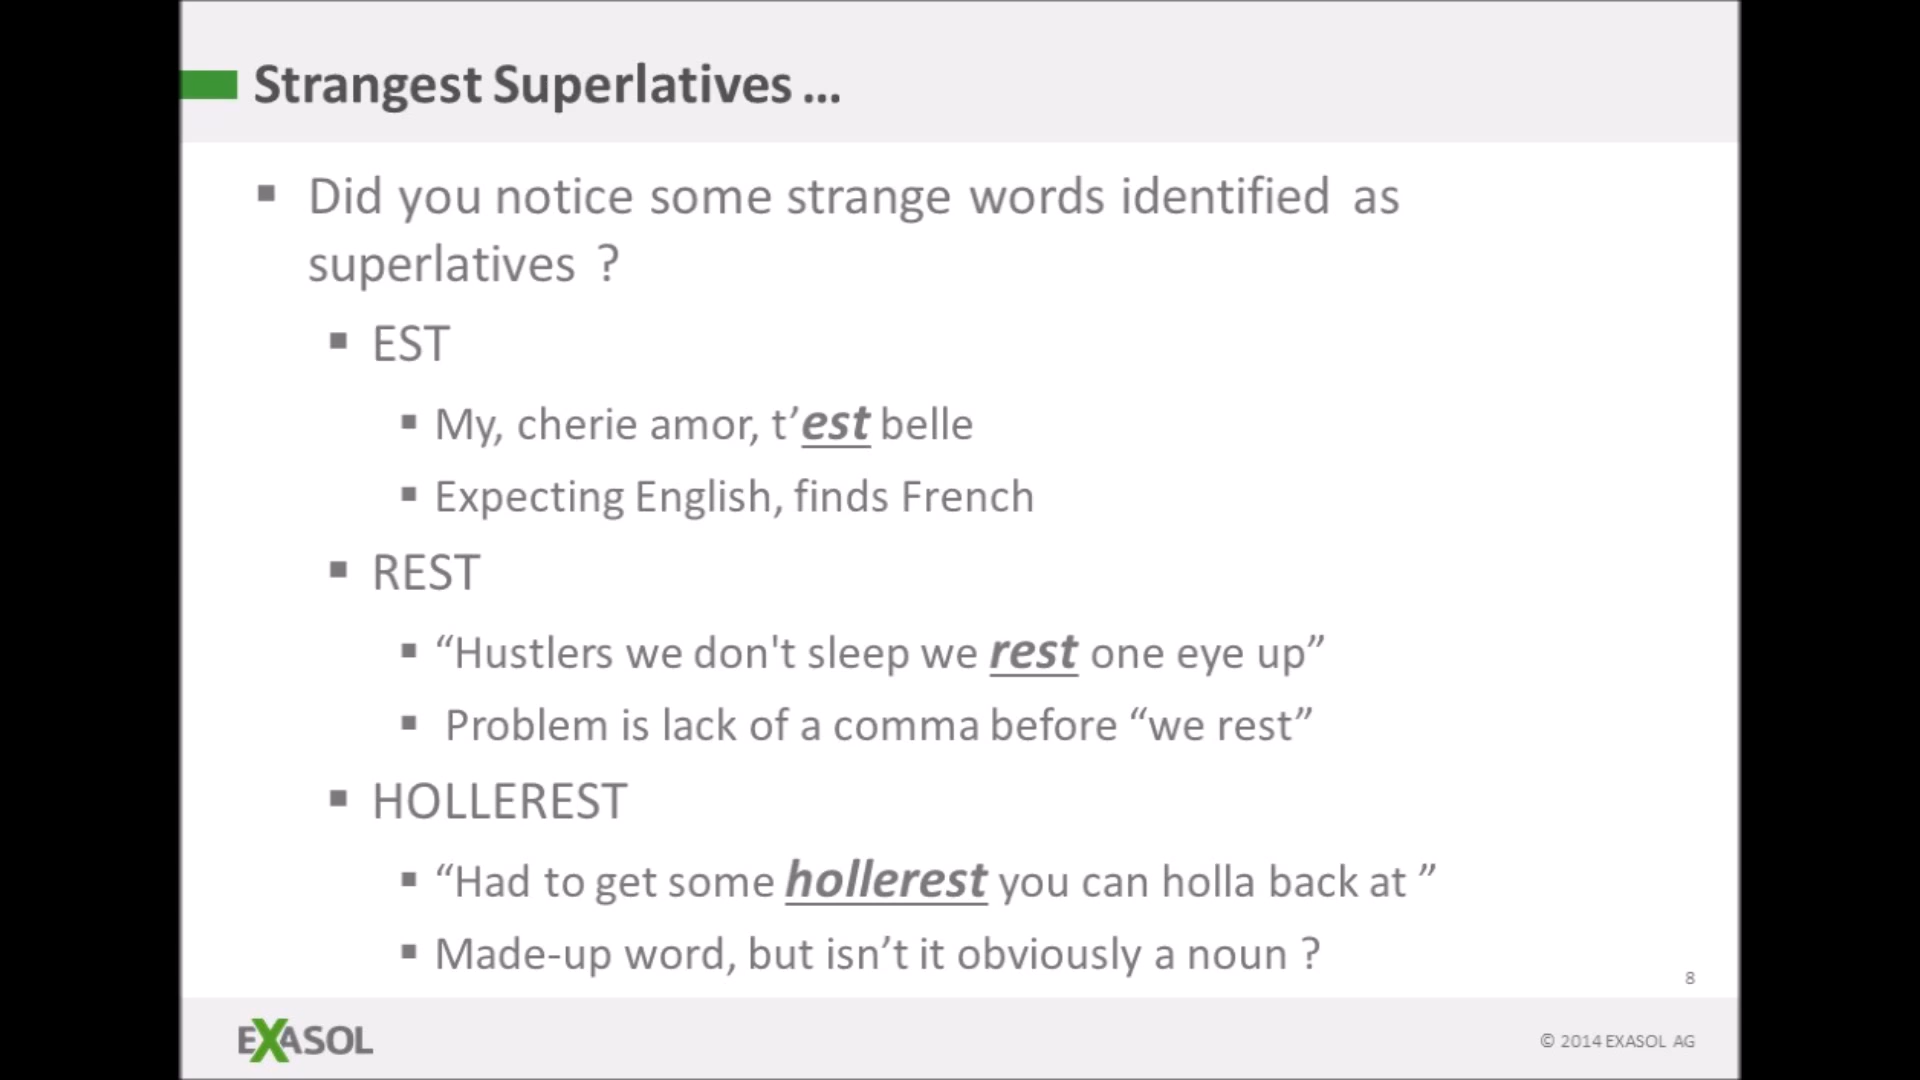 Strangest Superlatives ...
▪ Did you notice some strange words identified as
superlatives ?
▪ EST
▪ My, cherie amor, t’est belle
▪ Expecting English, finds French
▪ REST
▪ “Hustlers we don't sleep we rest one eye up”
▪ Problem is lack of a comma before “we rest”
▪ HOLLEREST
▪ “Had to get some hollerest you can holla back at ”
▪ Made-up word, but isn’t it obviously a noun ?
8
EXASOL
© 2014 EXASOL AG